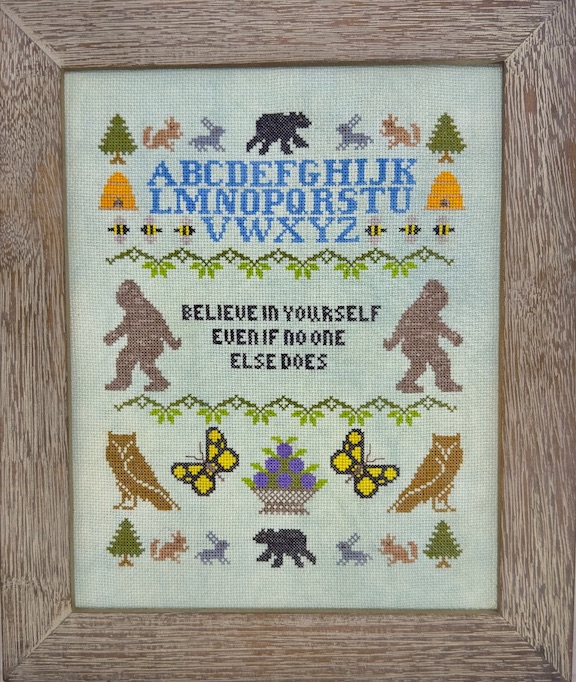 ABCDEFGHIJK
LMNOPQRSTU
VWXYZ
BELIEVE IN YOURSELF
EVEN IF NO ONE
ELSE DOES